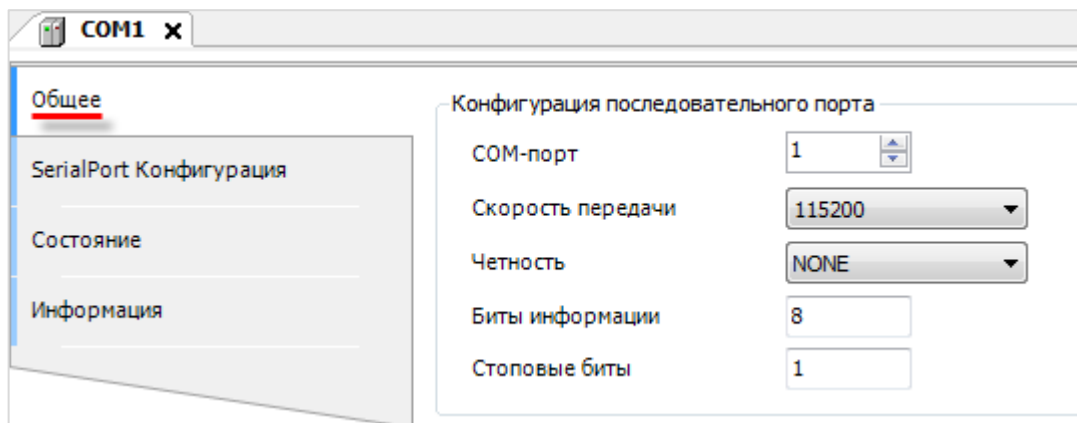 COM1
Общее
SerialPort Конфигурация
Состояние
Информация
Конфигурация последовательного порта
COM-порт 1
Скорость передачи 115200
Четность NONE
Биты информации 8
Стоповые биты 1